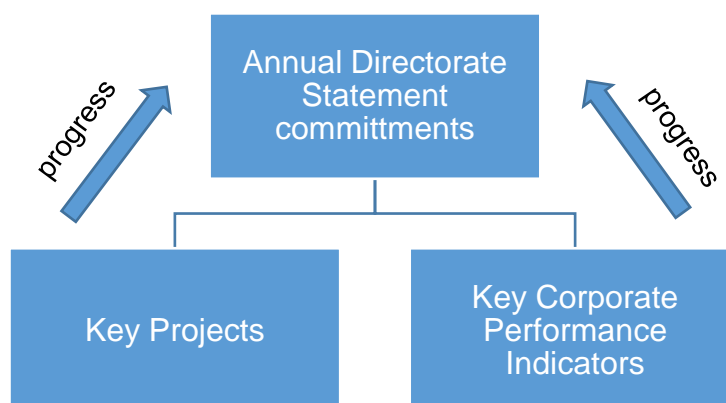 Annual Directorate
Statement
committments
progress
progress
Key Projects
Key Corporate
Performance
Indicators